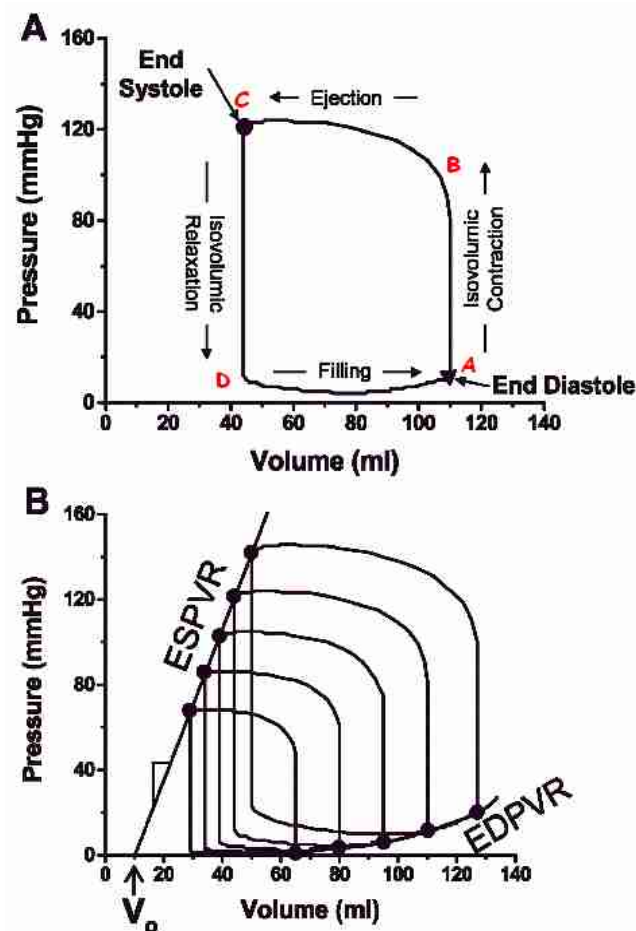 A
160
120
80
40
0
Pressure (mmHg)
End
Systole
C
Ejection
B
Isovolumic
Relaxation
Isovolumic
Contraction
D
Filling
A
End Diastole
0 20 40 60 80 100 120 140
Volume (ml)
B
160
120
80
40
0
Pressure (mmHg)
ESPVR
EDPVR
0 20 40 60 80 100 120 140
Vo
Volume (ml)